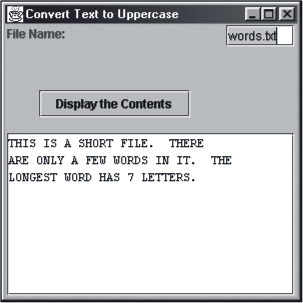 Convert Text to Uppercase
File Name:
words.txt
Display the Contents
THIS IS A SHORT FILE.  THERE
ARE ONLY A FEW WORDS IN IT.  THE
LONGEST WORD HAS 7 LETTERS.